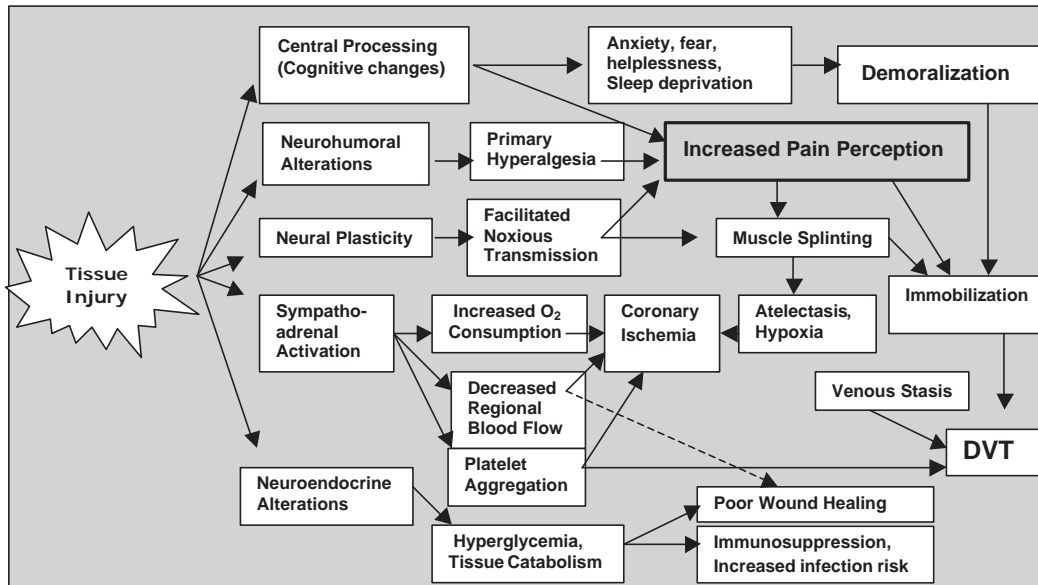 Central Processing
(Cognitive changes)
Anxiety, fear,
helplessness,
Sleep deprivation
Demoralization
Neurohumoral
Alterations
Primary
Hyperalgesia
Increased Pain Perception
Neural Plasticity
Facilitated
Noxious
Transmission
Muscle Splinting
Tissue
Injury
Immobilization
Sympatho-
adrenal
Activation
Increased O₂
Consumption
Coronary
Ischemia
Atelectasis,
Hypoxia
Decreased
Regional
Blood Flow
Venous Stasis
Platelet
Aggregation
DVT
Neuroendocrine
Alterations
Poor Wound Healing
Hyperglycemia,
Tissue Catabolism
Immunosuppression,
Increased infection risk